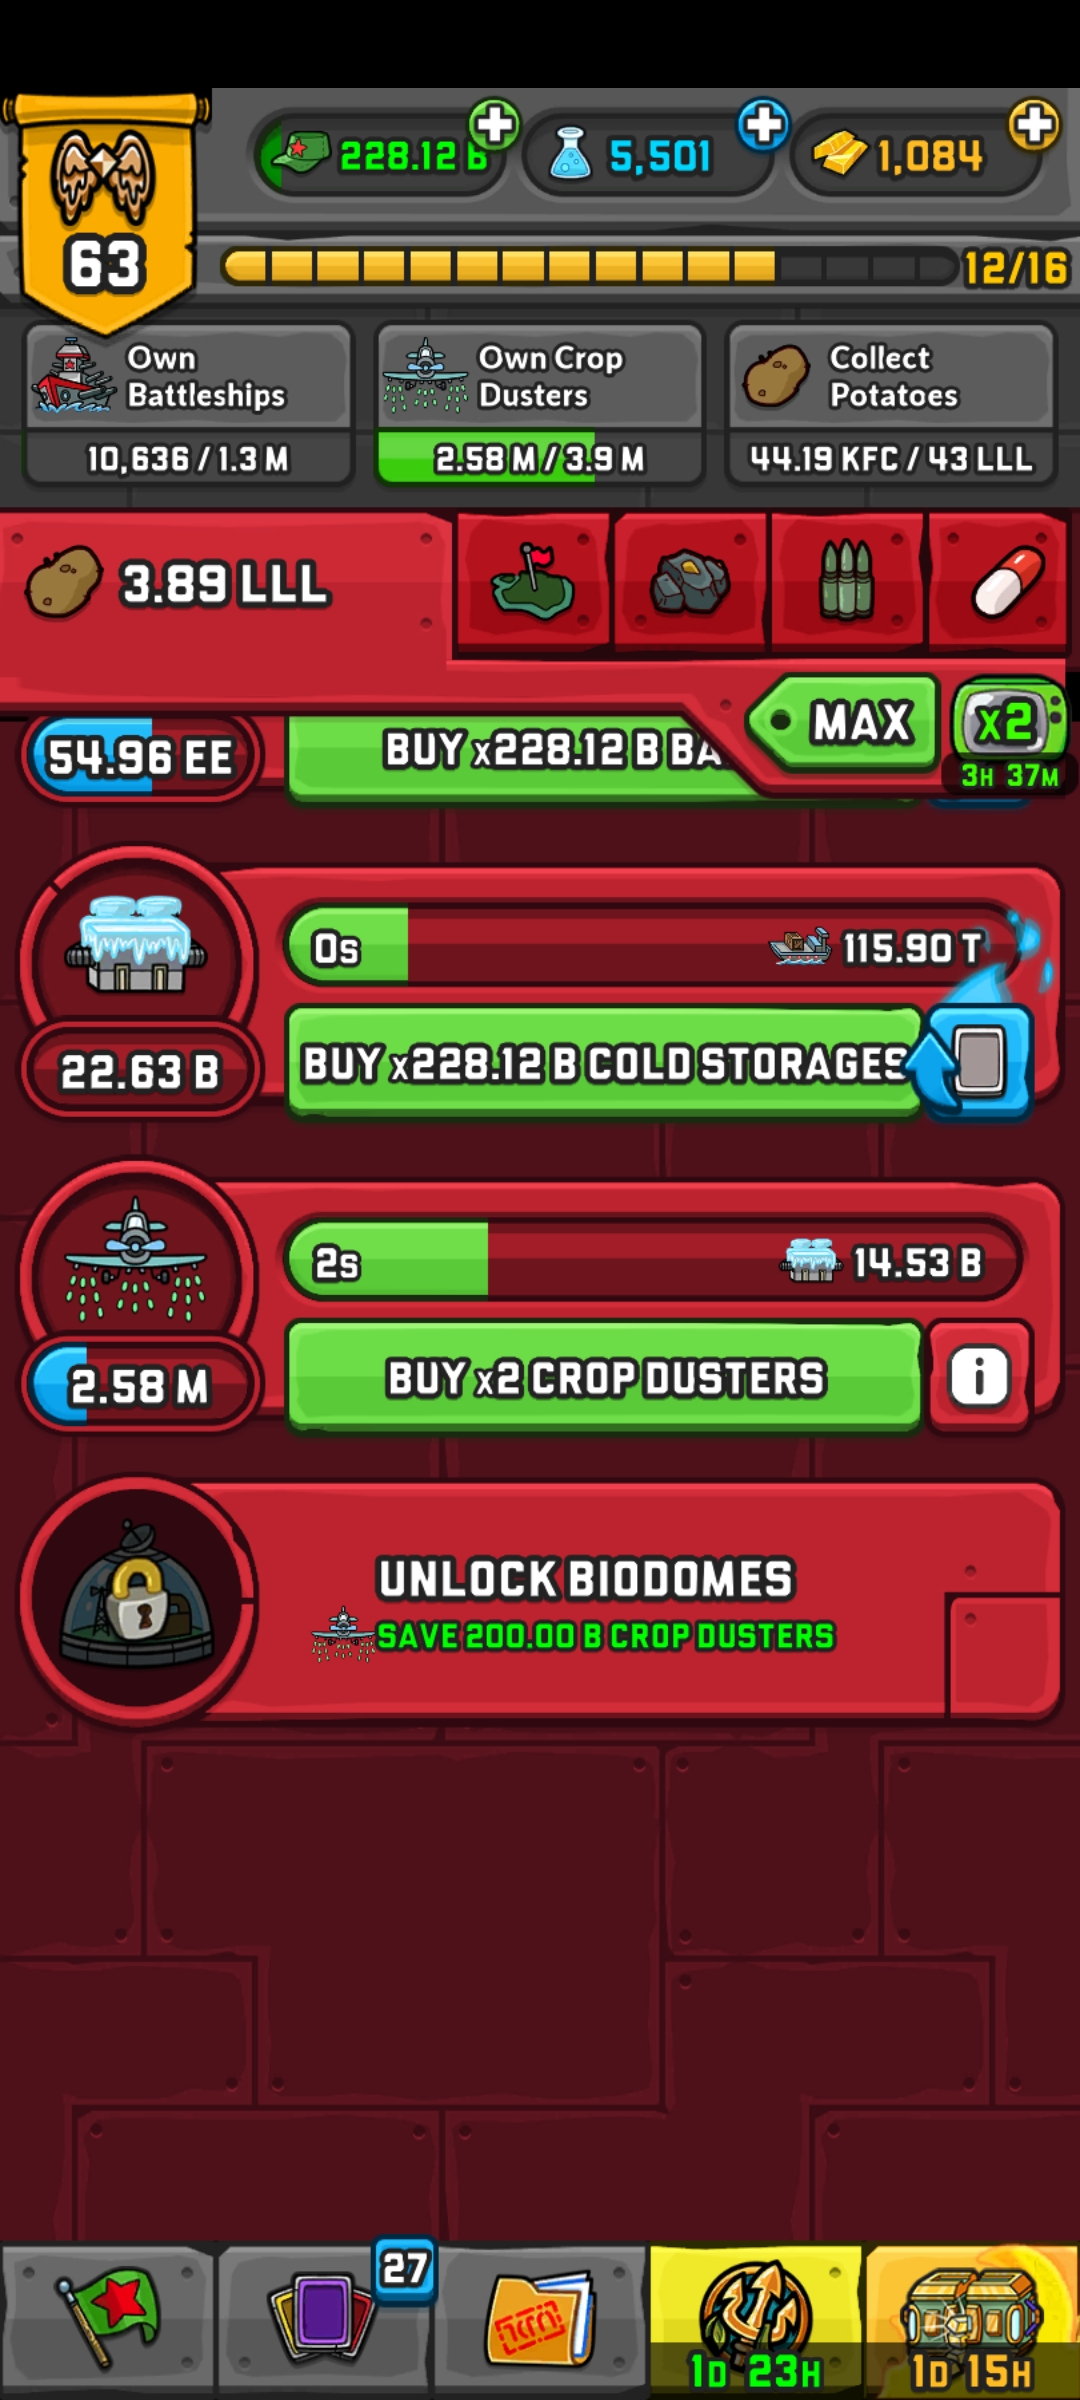 63
228.12 B
5,501
1,084
12/16
Own
Battleships
10,636 / 1.3 M
Own Crop
Dusters
2.58 M / 3.9 M
Collect
Potatoes
44.19 KFC / 43 LLL
3.89 LLL
MAX
x2
3H 37M
54.96 EE
BUY x228.12 B BA
0s
115.90 T
22.63 B
BUY x228.12 B COLD STORAGES
2s
14.53 B
2.58 M
BUY x2 CROP DUSTERS
i
UNLOCK BIODOMES
SAVE 200.00 B CROP DUSTERS
27
1D 23H
1D 15H